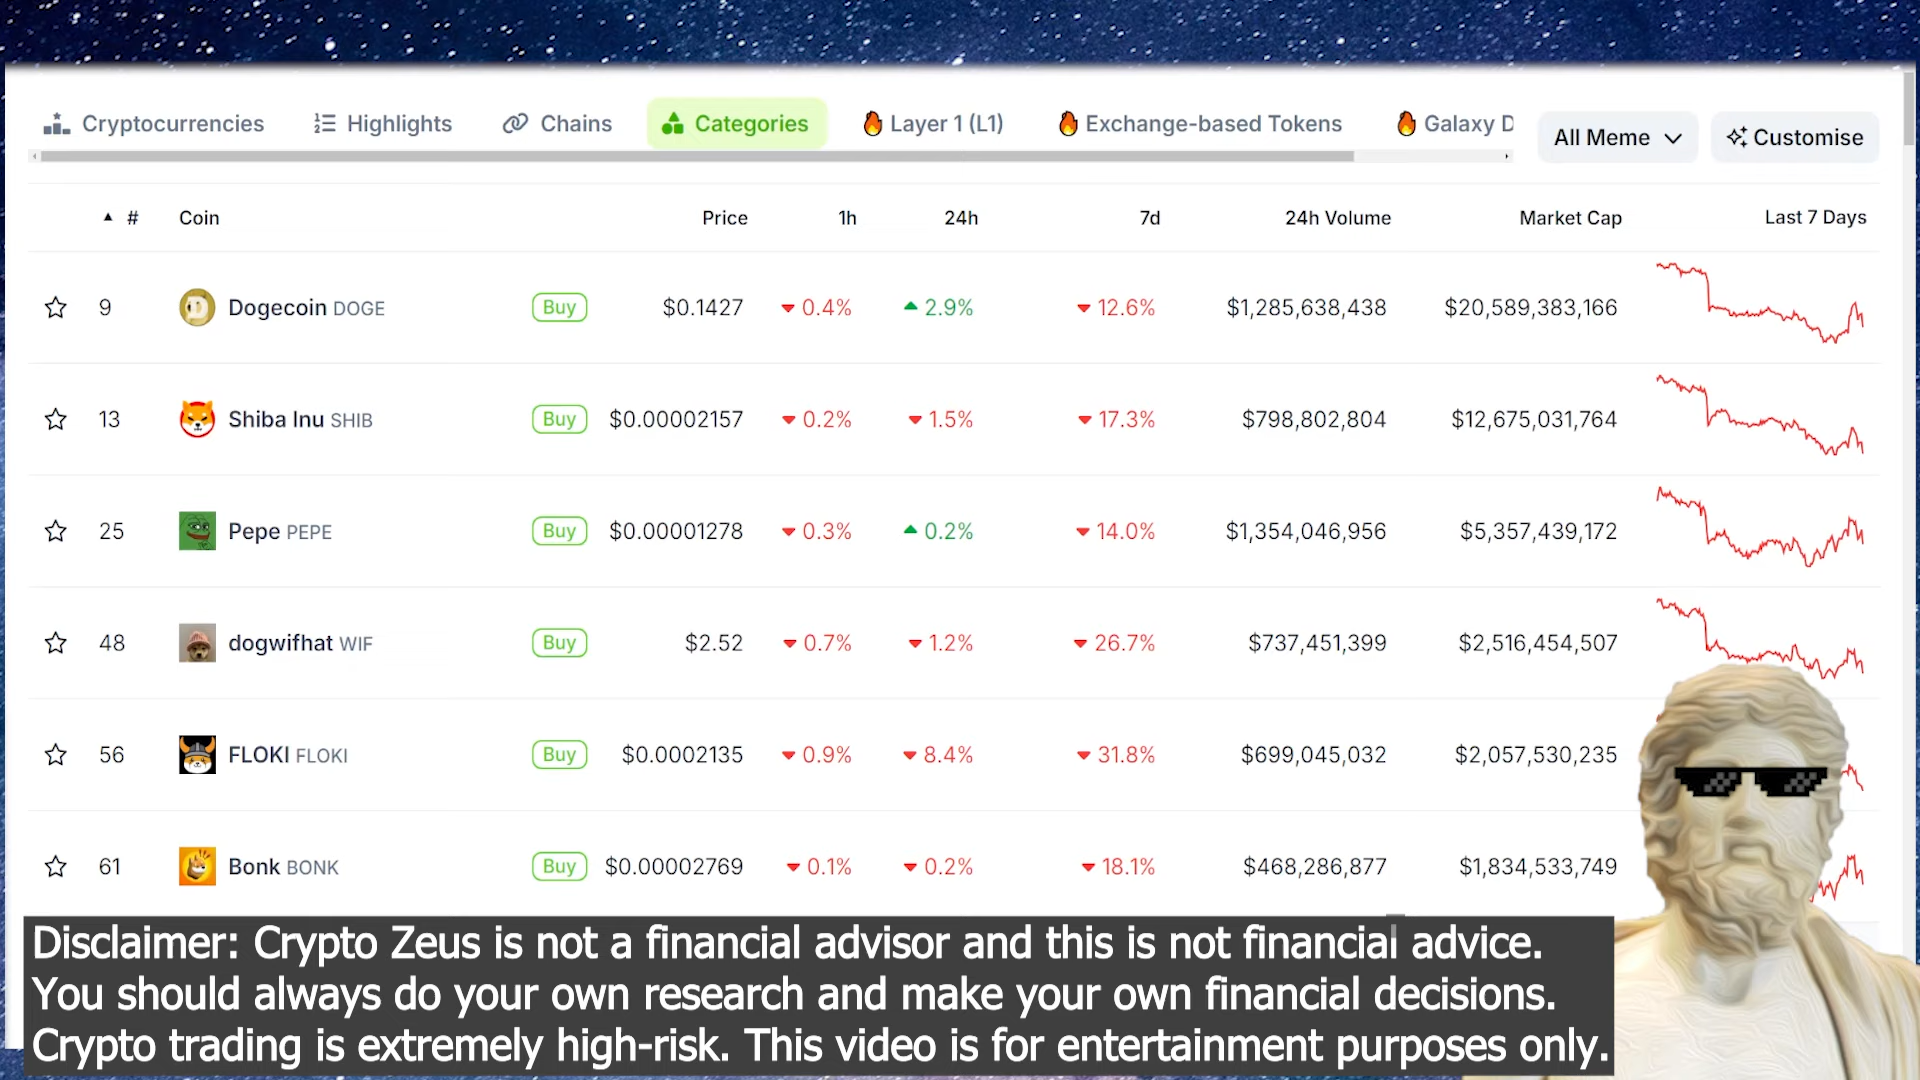 Cryptocurrencies Highlights Chains Categories Layer 1 (L1) Exchange-based Tokens Galaxy D All Meme Customise
# Coin Price 1h 24h 7d 24h Volume Market Cap Last 7 Days
9 Dogecoin DOGE Buy $0.1427 0.4% 2.9% 12.6% $1,285,638,438 $20,589,383,166
13 Shiba Inu SHIB Buy $0.00002157 0.2% 1.5% 17.3% $798,802,804 $12,675,031,764
25 Pepe PEPE Buy $0.00001278 0.3% 0.2% 14.0% $1,354,046,956 $5,357,439,172
48 dogwifhat WIF Buy $2.52 0.7% 1.2% 26.7% $737,451,399 $2,516,454,507
56 FLOKI FLOKI Buy $0.0002135 0.9% 8.4% 31.8% $699,045,032 $2,057,530,235
61 Bonk BONK Buy $0.00002769 0.1% 0.2% 18.1% $468,286,877 $1,834,533,749
Disclaimer: Crypto Zeus is not a financial advisor and this is not financial advice.
You should always do your own research and make your own financial decisions.
Crypto trading is extremely high-risk. This video is for entertainment purposes only.